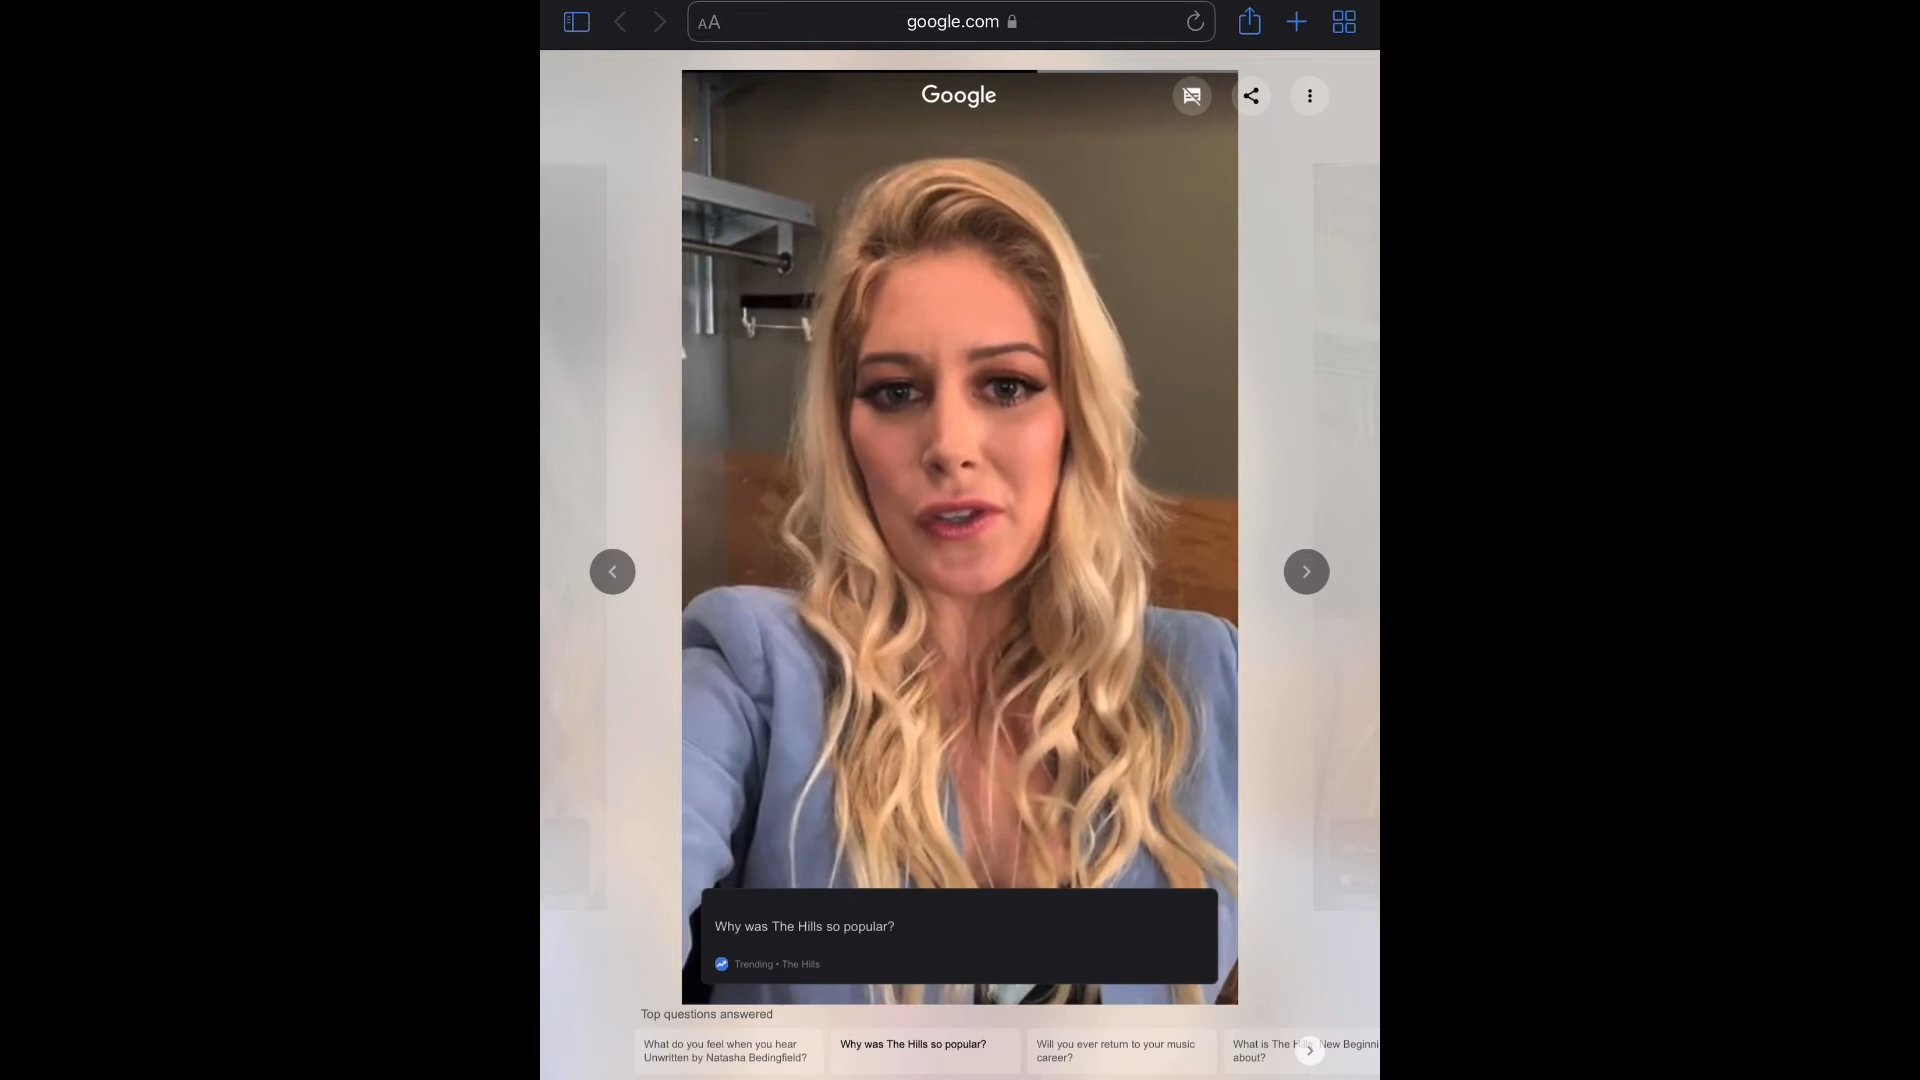 AA
google.com
Google
Why was The Hills so popular?
Trending • The Hills
Top questions answered
What do you feel when you hear
Unwritten by Natasha Bedingfield?
Why was The Hills so popular?
Will you ever return to your music
career?
What is The Hills New Beginni
about?